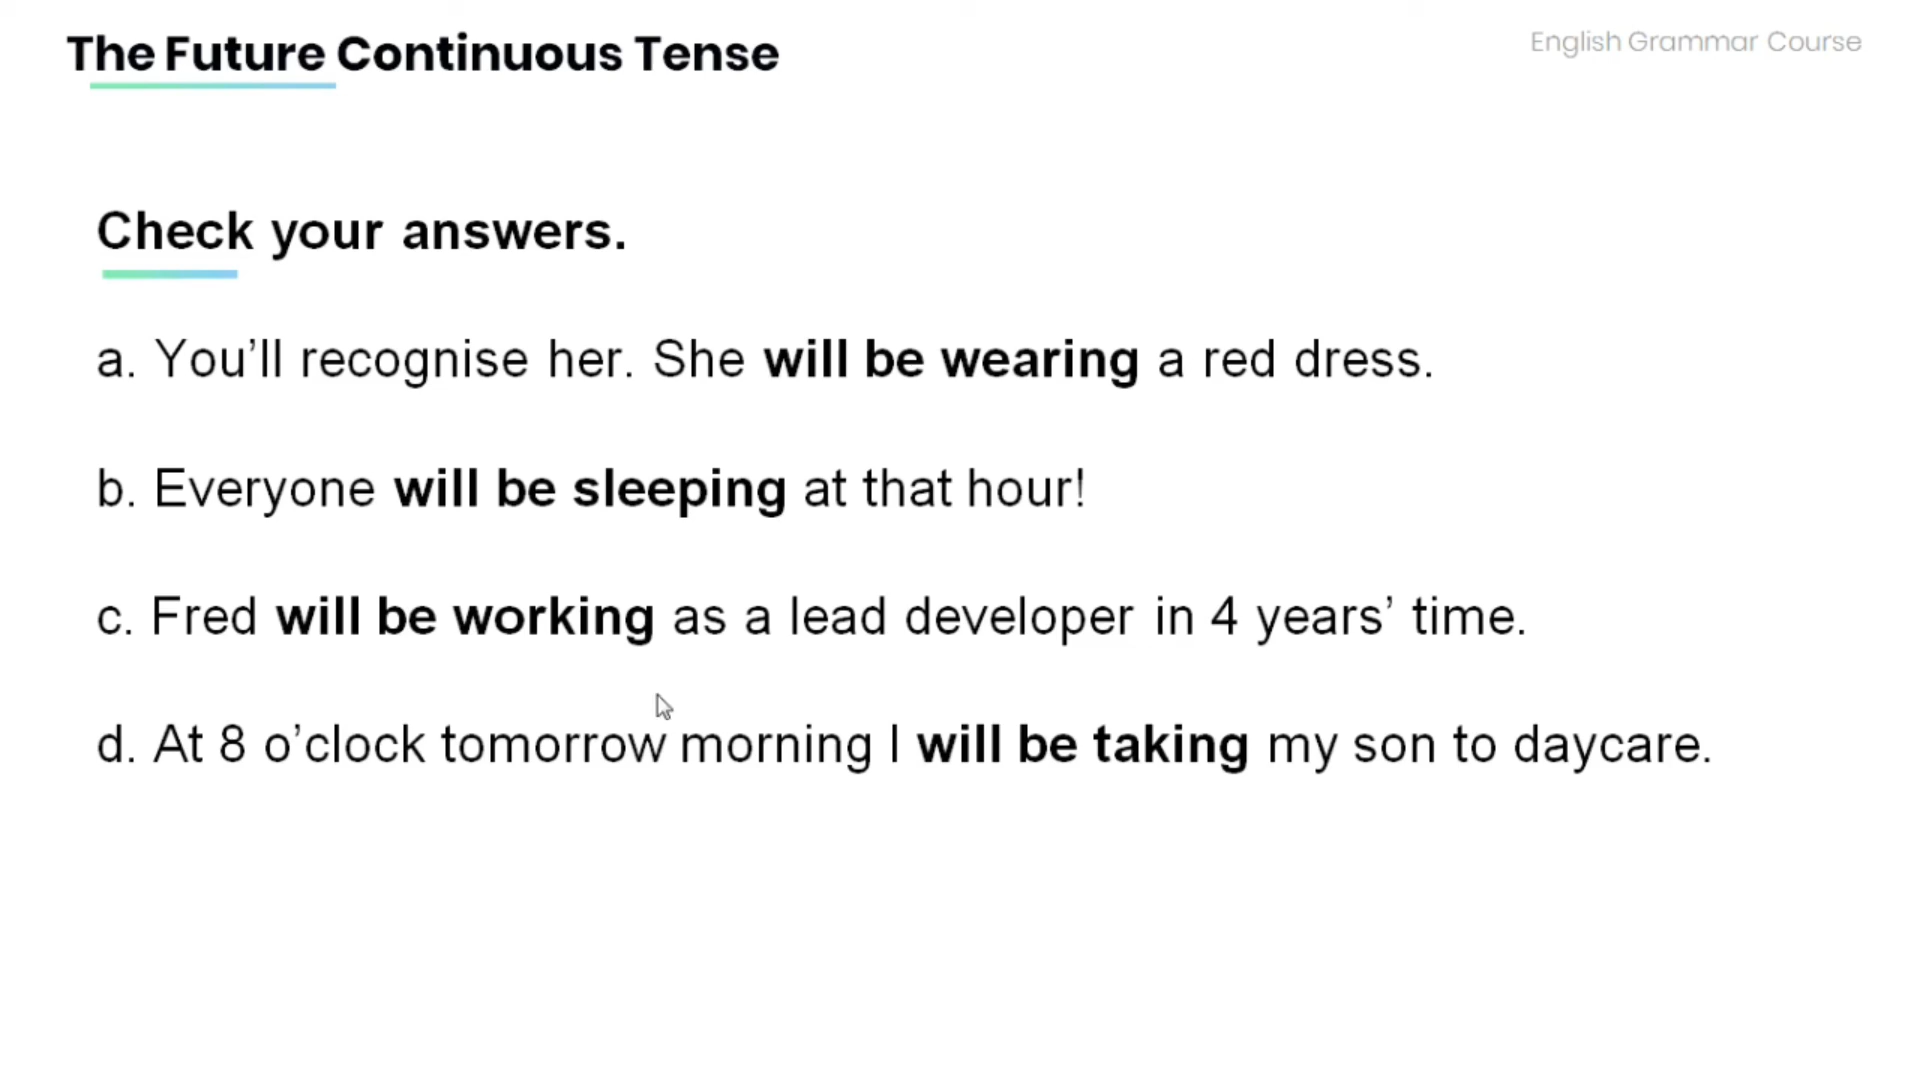 The Future Continuous Tense
English Grammar Course
Check your answers.
a. You’ll recognise her. She will be wearing a red dress.
b. Everyone will be sleeping at that hour!
c. Fred will be working as a lead developer in 4 years’ time.
d. At 8 o’clock tomorrow morning I will be taking my son to daycare.